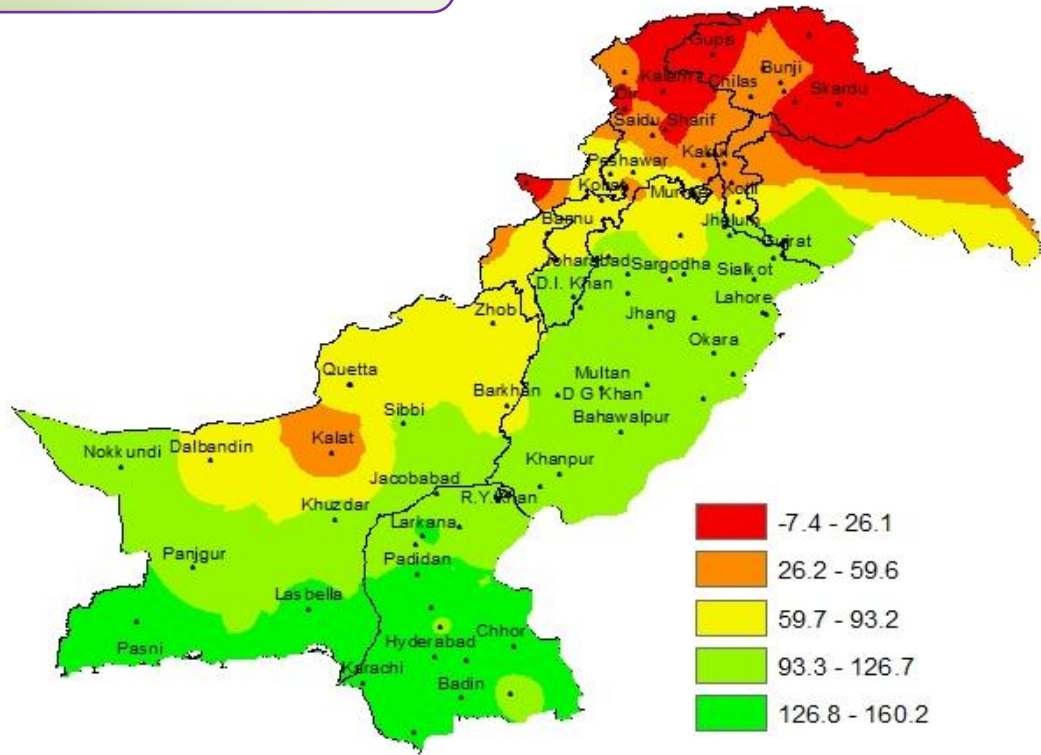 Gupis
Bunji
Kalam
Chilas
Skardu
Dir
Saidu Sharif
Peshawar
Kakul
Kohat
Murree
Kotli
Bannu
Jhelum
Gujrat
Joharabad
Sargodha
Sialkot
D.I. Khan
Lahore
Zhob
Jhang
Okara
Quetta
Multan
Barkhan
D G Khan
Sibbi
Bahawalpur
Kalat
Dalbandin
Nokkundi
Khanpur
Jacobabad
R.Y.Khan
Khuzdar
Larkana
Padidan
Panjgur
Lasbella
Chhor
Hyderabad
Pasni
Karachi
Badin
-7.4 - 26.1
26.2 - 59.6
59.7 - 93.2
93.3 - 126.7
126.8 - 160.2